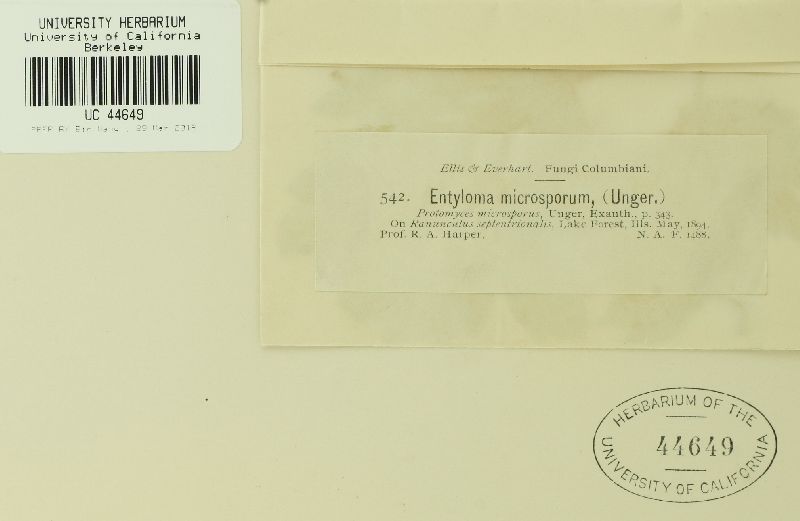 UNIVERSITY HERBARIUM
University of California
Berkeley
UC 44649
Ellis & Everhart. Fungi Columbiani.
542. Entyloma microsporum, (Unger.)
Protomyces microsporus, Unger, Exanth., p. 343.
On Ranunculus septentrionalis, Lake Forest, Ills. May, 1894.
Prof. R. A. Harper. N. A. F. 1488.
HERBARIUM OF THE
44649
UNIVERSITY OF CALIFORNIA